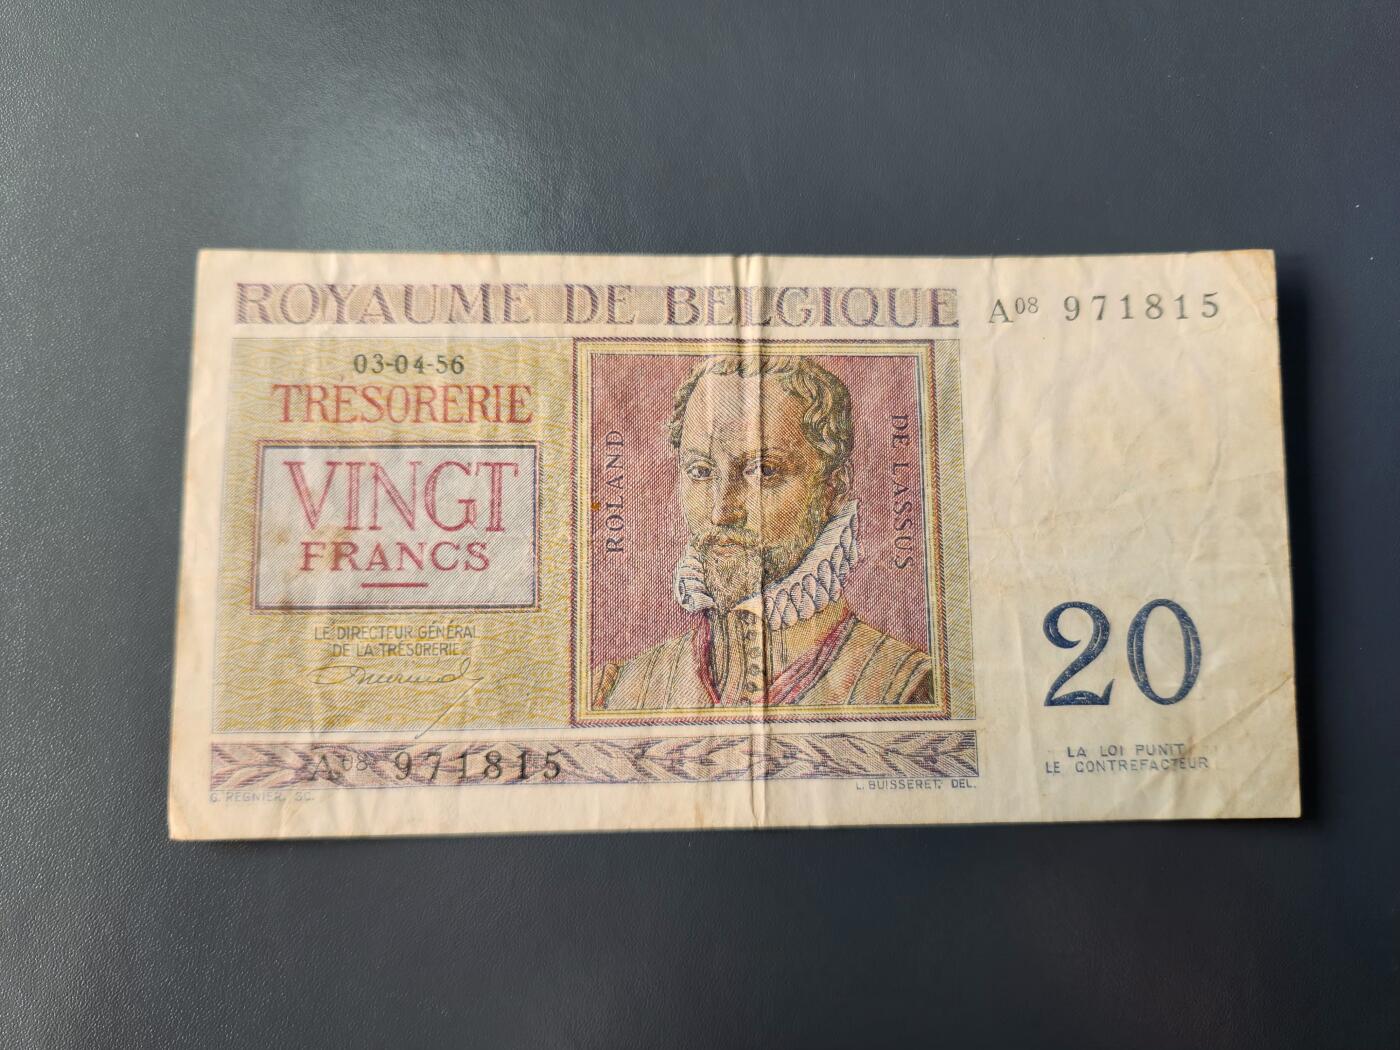 ROYAUME DE BELGIQUE
A08 971815
03-04-56
TRÉSORERIE
VINGT
FRANCS
LE DIRECTEUR GÉNÉRAL
DE LA TRÉSORERIE
ROLAND
DE LASSUS
20
LA LOI PUNIT
LE CONTREFACTEUR
A08 971815
G. REGNIER. SC.
L. BUISSERET. DEL.